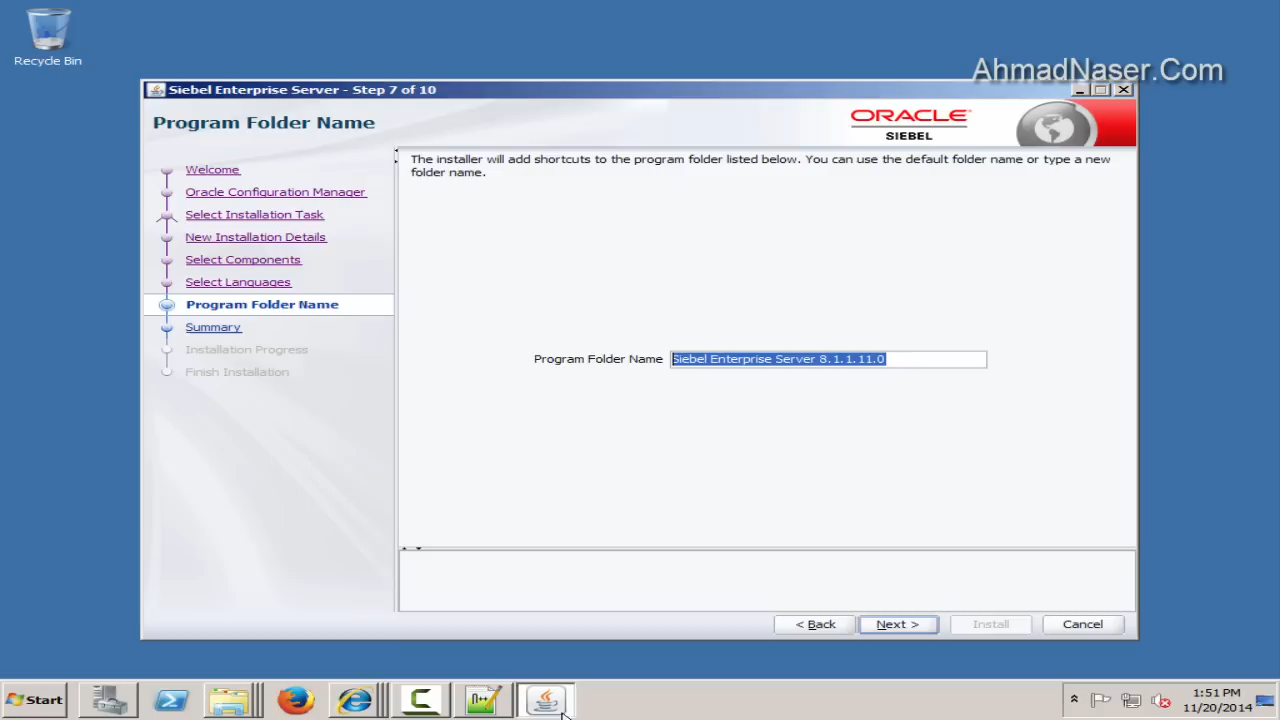 Recycle Bin
AhmadNaser.Com
Siebel Enterprise Server - Step 7 of 10
Program Folder Name
ORACLE
SIEBEL
Welcome
Oracle Configuration Manager
Select Installation Task
New Installation Details
Select Components
Select Languages
Program Folder Name
Summary
Installation Progress
Finish Installation
The installer will add shortcuts to the program folder listed below. You can use the default folder name or type a new
folder name.
Program Folder Name Siebel Enterprise Server 8.1.1.11.0
< Back Next > Install Cancel
Start
1:51 PM
11/20/2014